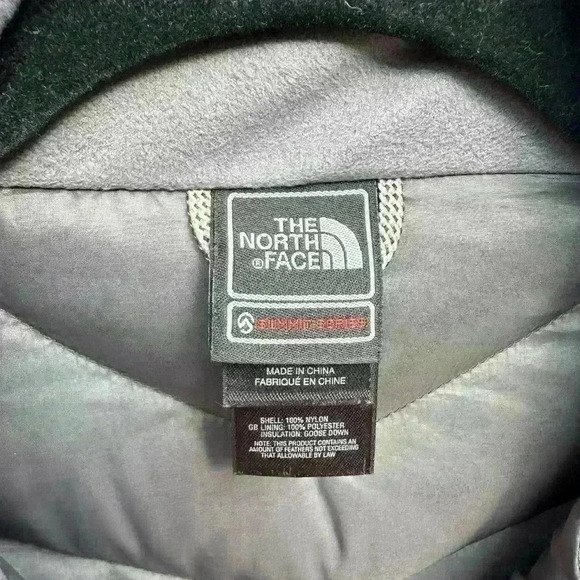 THE
NORTH
®FACE
SUMMIT SERIES
MADE IN CHINA
FABRIQUÉ EN CHINE
SHELL: 100% NYLON
GB LINING: 100% POLYESTER
INSULATION: GOOSE DOWN
NOTE: THIS PRODUCT CONTAINS AN
AMOUNT OF FEATHERS NOT EXCEEDING
THAT ALLOWABLE BY LAW